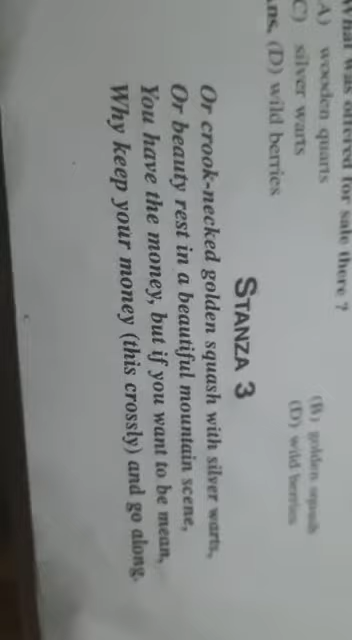 What was offered for sale there ?
A) wooden quarts
(B) golden squash
C) silver warts
(D) wild berries
ns. (D) wild berries
STANZA 3
Or crook-necked golden squash with silver warts,
Or beauty rest in a beautiful mountain scene,
You have the money, but if you want to be mean,
Why keep your money (this crossly) and go along.